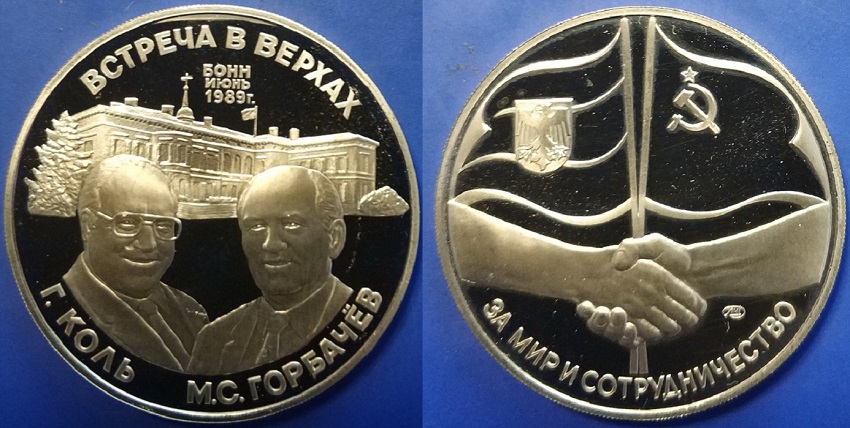 ВСТРЕЧА В ВЕРХАХ
БОНН
ИЮНЬ
1989г.
Г. КОЛЬ
М.С. ГОРБАЧЁВ
ЗА МИР И СОТРУДНИЧЕСТВО